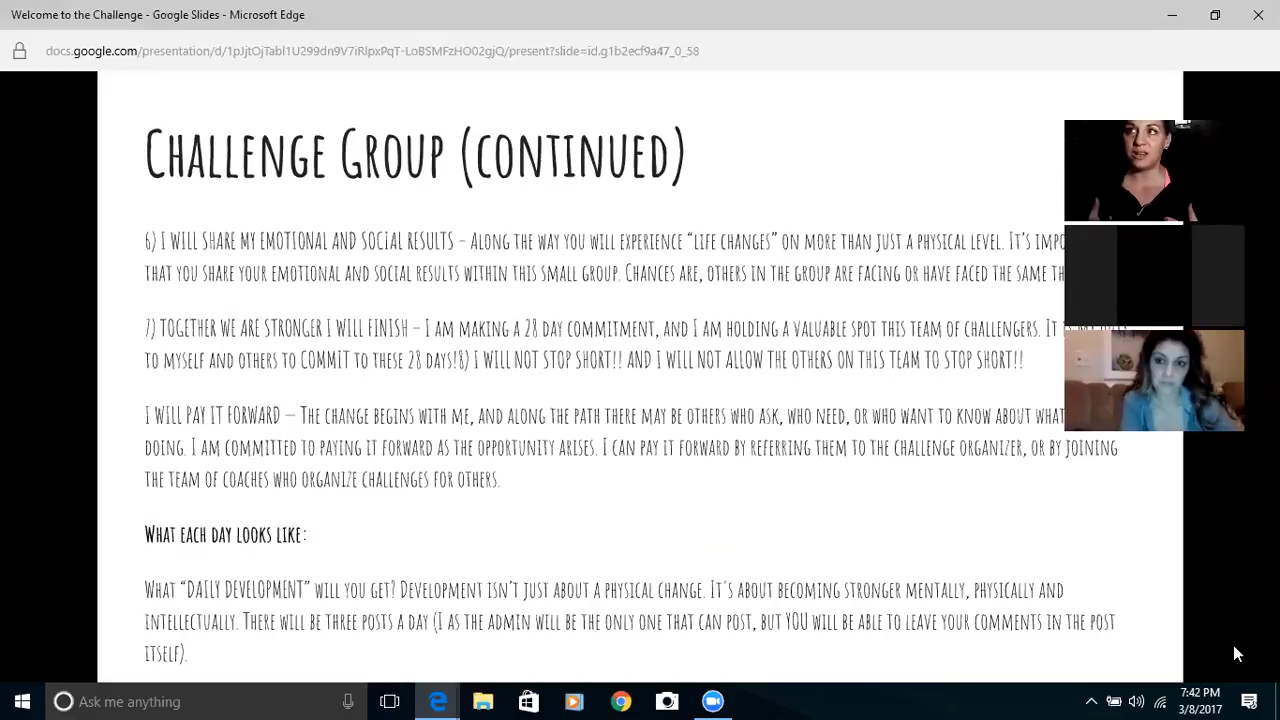 Welcome to the Challenge - Google Slides - Microsoft Edge
docs.google.com/presentation/d/1pJjtOjTabl1U299dn9V7iRlpxPqT-LoBSMFzHO02gjQ/present?slide=id.g1b2ecf9a47_0_58
Challenge Group (continued)
6) I WILL SHARE MY EMOTIONAL AND SOCIAL RESULTS – Along the way you will experience “life changes” on more than just a physical level. It’s
that you share your emotional and social results within this small group. Chances are, others in the group are facing or have faced the same
7) TOGETHER WE ARE STRONGER I WILL FINISH – I am making a 28 day commitment, and I am holding a valuable spot this team of challengers. It
to myself and others to COMMIT to these 28 days!8) I WILL NOT STOP SHORT!! AND I WILL NOT ALLOW THE OTHERS ON THIS TEAM TO STOP SHORT!!
I WILL PAY IT FORWARD – The change begins with me, and along the path there may be others who ask, who need, or who want to know about what
doing. I am committed to paying it forward as the opportunity arises. I can pay it forward by referring them to the challenge organizer, or by joining
the team of coaches who organize challenges for others.
What each day looks like:
What “DAILY DEVELOPMENT” will you get? Development isn’t just about a physical change. It's about becoming stronger mentally, physically and
intellectually. There will be three posts a day (I as the admin will be the only one that can post, but YOU will be able to leave your comments in the post
itself).
Ask me anything
7:42 PM
3/8/2017